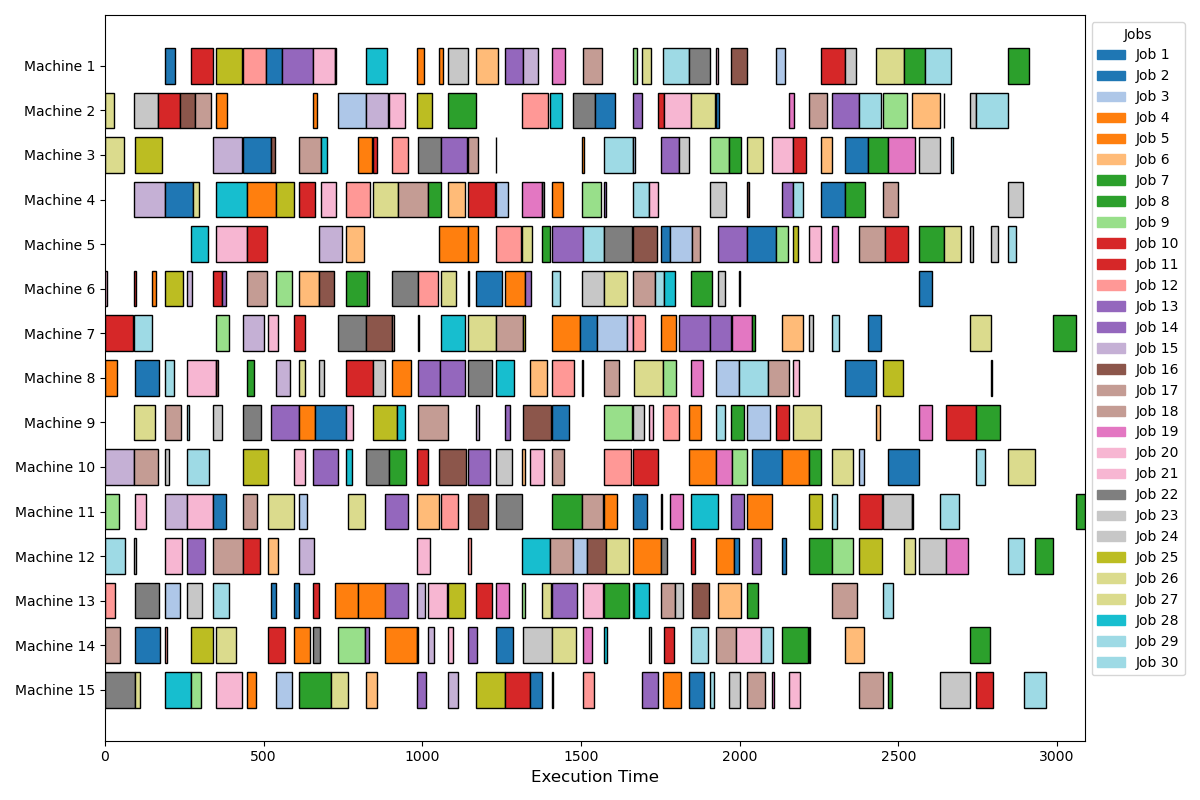 Machine 1
Machine 2
Machine 3
Machine 4
Machine 5
Machine 6
Machine 7
Machine 8
Machine 9
Machine 10
Machine 11
Machine 12
Machine 13
Machine 14
Machine 15
0 500 1000 1500 2000 2500 3000
Execution Time
Jobs
Job 1
Job 2
Job 3
Job 4
Job 5
Job 6
Job 7
Job 8
Job 9
Job 10
Job 11
Job 12
Job 13
Job 14
Job 15
Job 16
Job 17
Job 18
Job 19
Job 20
Job 21
Job 22
Job 23
Job 24
Job 25
Job 26
Job 27
Job 28
Job 29
Job 30